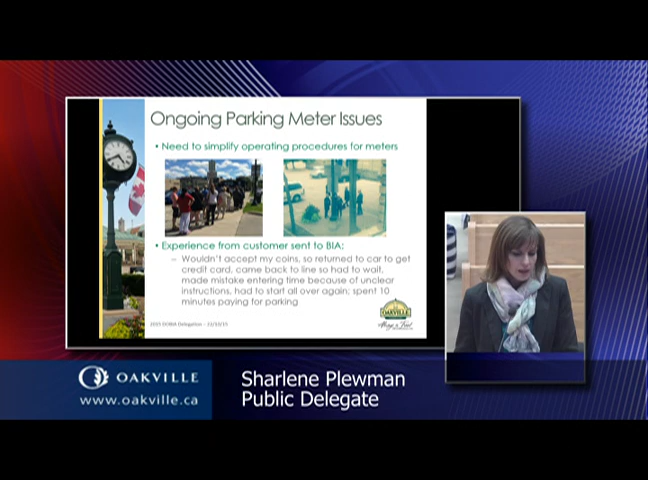 Ongoing Parking Meter Issues
• Need to simplify operating procedures for meters
• Experience from customer sent to BIA:
– Wouldn't accept my coins, so returned to car to get
credit card, came back to line so had to wait,
made mistake entering time because of unclear
instructions, had to start all over again; spent 10
minutes paying for parking
OAKVILLE
OAKVILLE
www.oakville.ca
Sharlene Plewman
Public Delegate